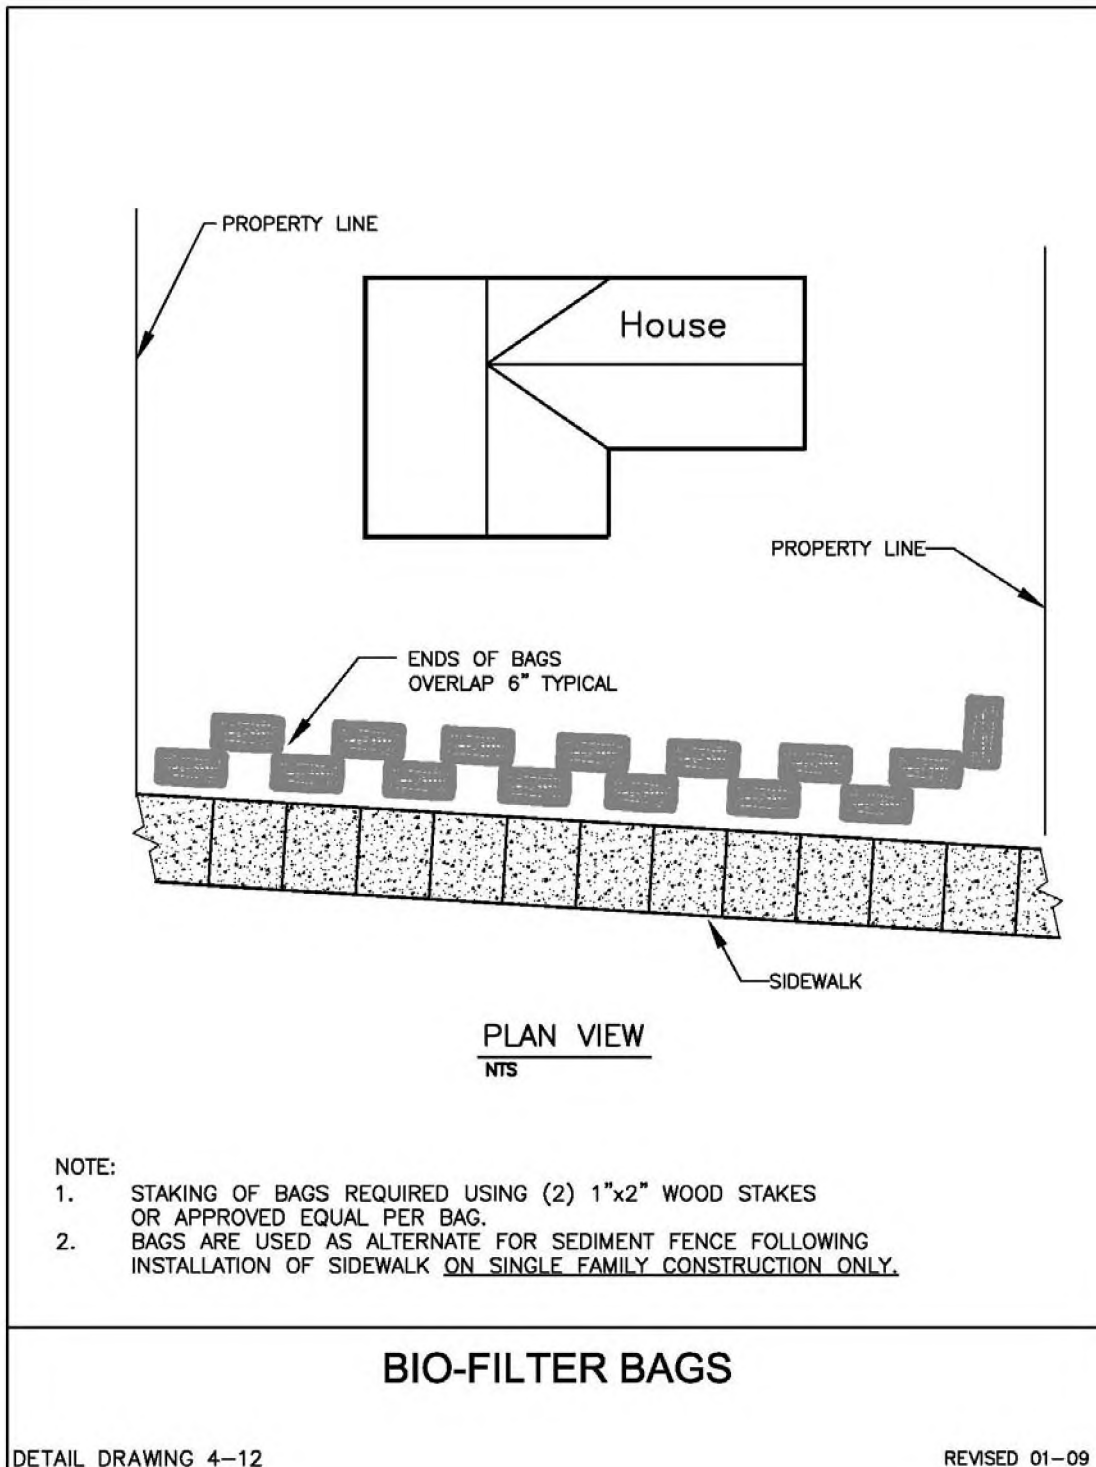 PROPERTY LINE
House
PROPERTY LINE
ENDS OF BAGS
OVERLAP 6" TYPICAL
SIDEWALK
PLAN VIEW
NTS
NOTE:
1. STAKING OF BAGS REQUIRED USING (2) 1"x2" WOOD STAKES
OR APPROVED EQUAL PER BAG.
2. BAGS ARE USED AS ALTERNATE FOR SEDIMENT FENCE FOLLOWING
INSTALLATION OF SIDEWALK ON SINGLE FAMILY CONSTRUCTION ONLY.
BIO-FILTER BAGS
DETAIL DRAWING 4-12
REVISED 01-09